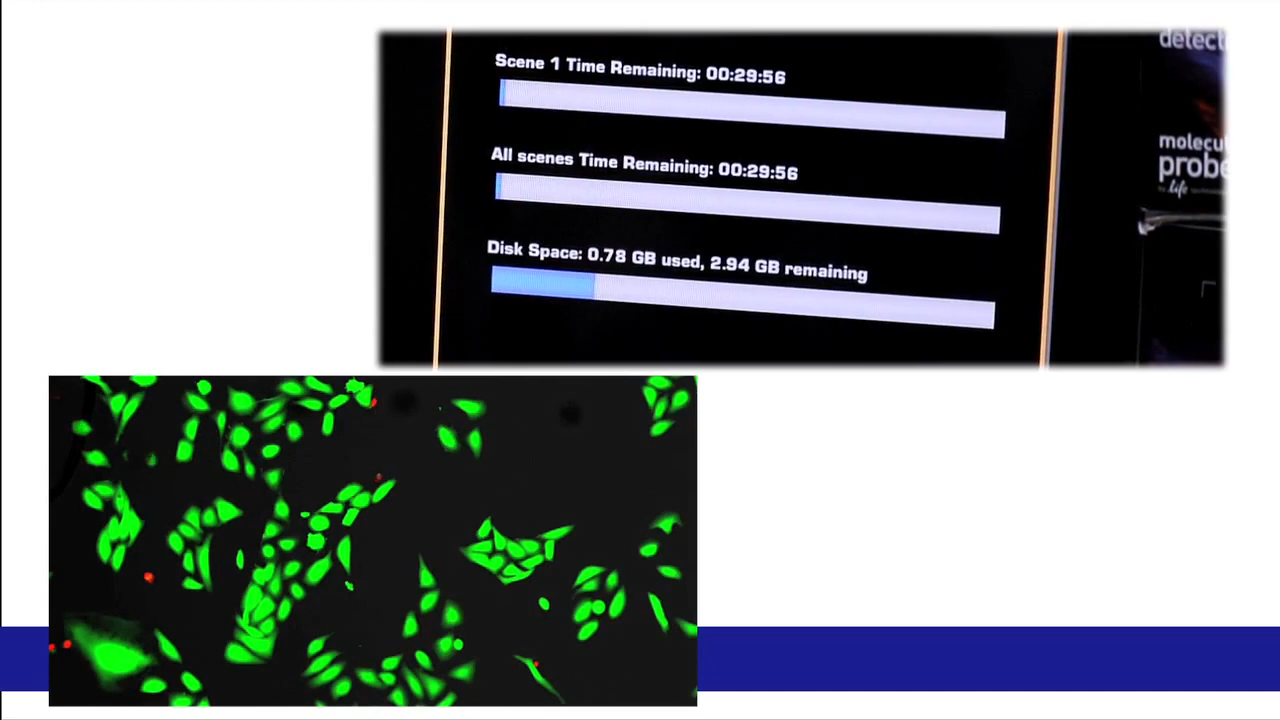 Scene 1 Time Remaining: 00:29:56
All scenes Time Remaining: 00:29:56
Disk Space: 0.78 GB used, 2.94 GB remaining
life